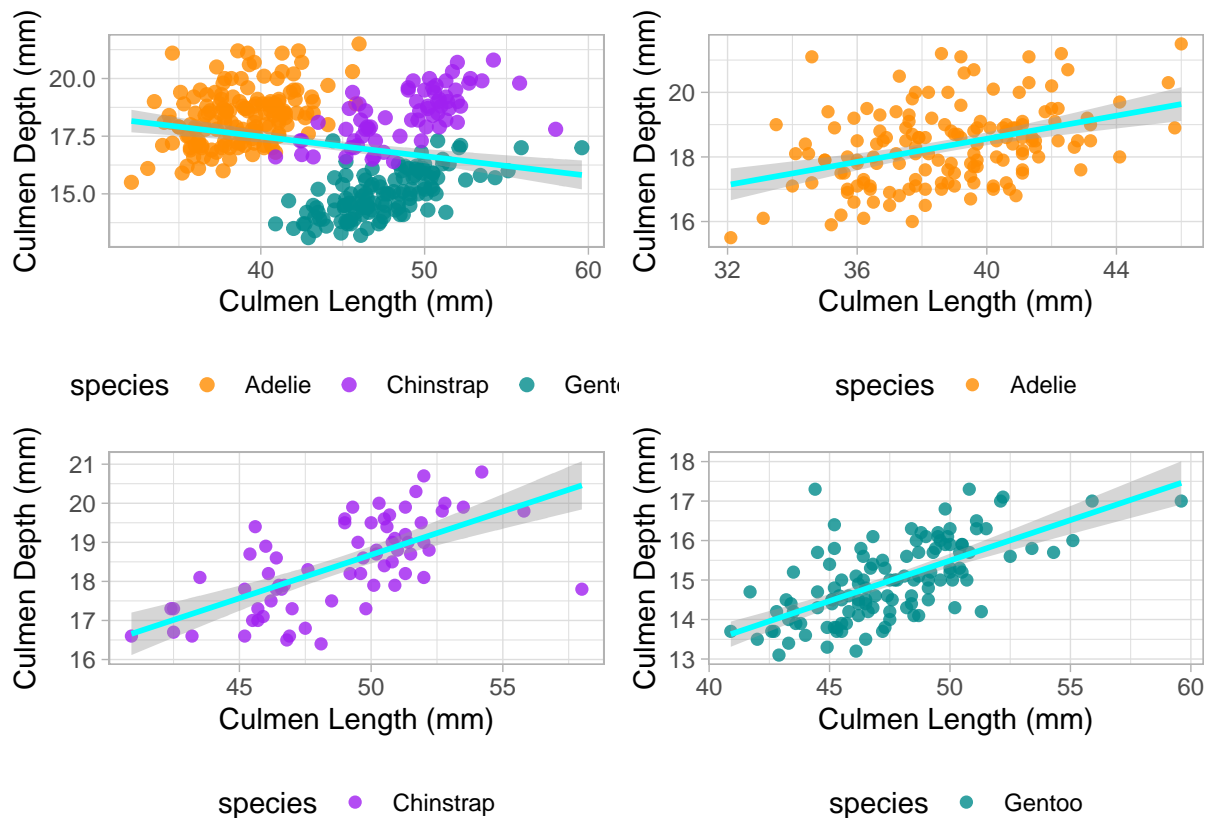 Culmen Depth (mm)
20.0
17.5
15.0
40 50 60
Culmen Length (mm)
species Adelie Chinstrap Gento
Culmen Depth (mm)
20
18
16
32 36 40 44
Culmen Length (mm)
species Adelie
Culmen Depth (mm)
21
20
19
18
17
16
45 50 55
Culmen Length (mm)
species Chinstrap
Culmen Depth (mm)
18
17
16
15
14
13
40 45 50 55 60
Culmen Length (mm)
species Gentoo